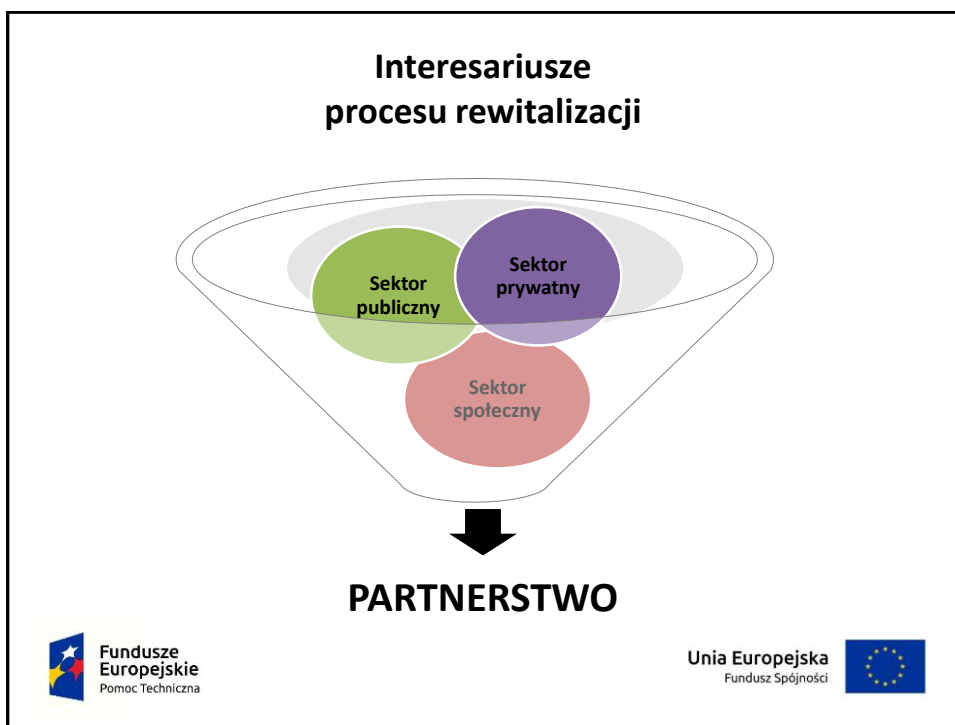 Interesariusze
procesu rewitalizacji
Sektor
publiczny
Sektor
prywatny
Sektor
społeczny
PARTNERSTWO
Fundusze
Europejskie
Pomoc Techniczna
Unia Europejska
Fundusz Spójności